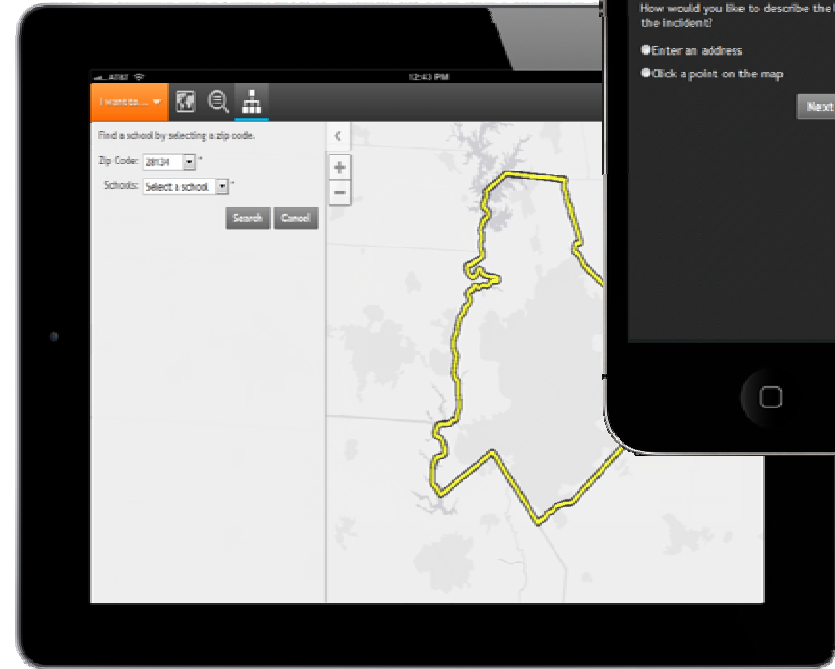 AT&T
12:43 PM
I want to...
Find a school by selecting a zip code.
Zip Code: 28134 *
Schools: Select a school *
Search Cancel
How would you like to describe the
the incident?
Enter an address
Click a point on the map
Next